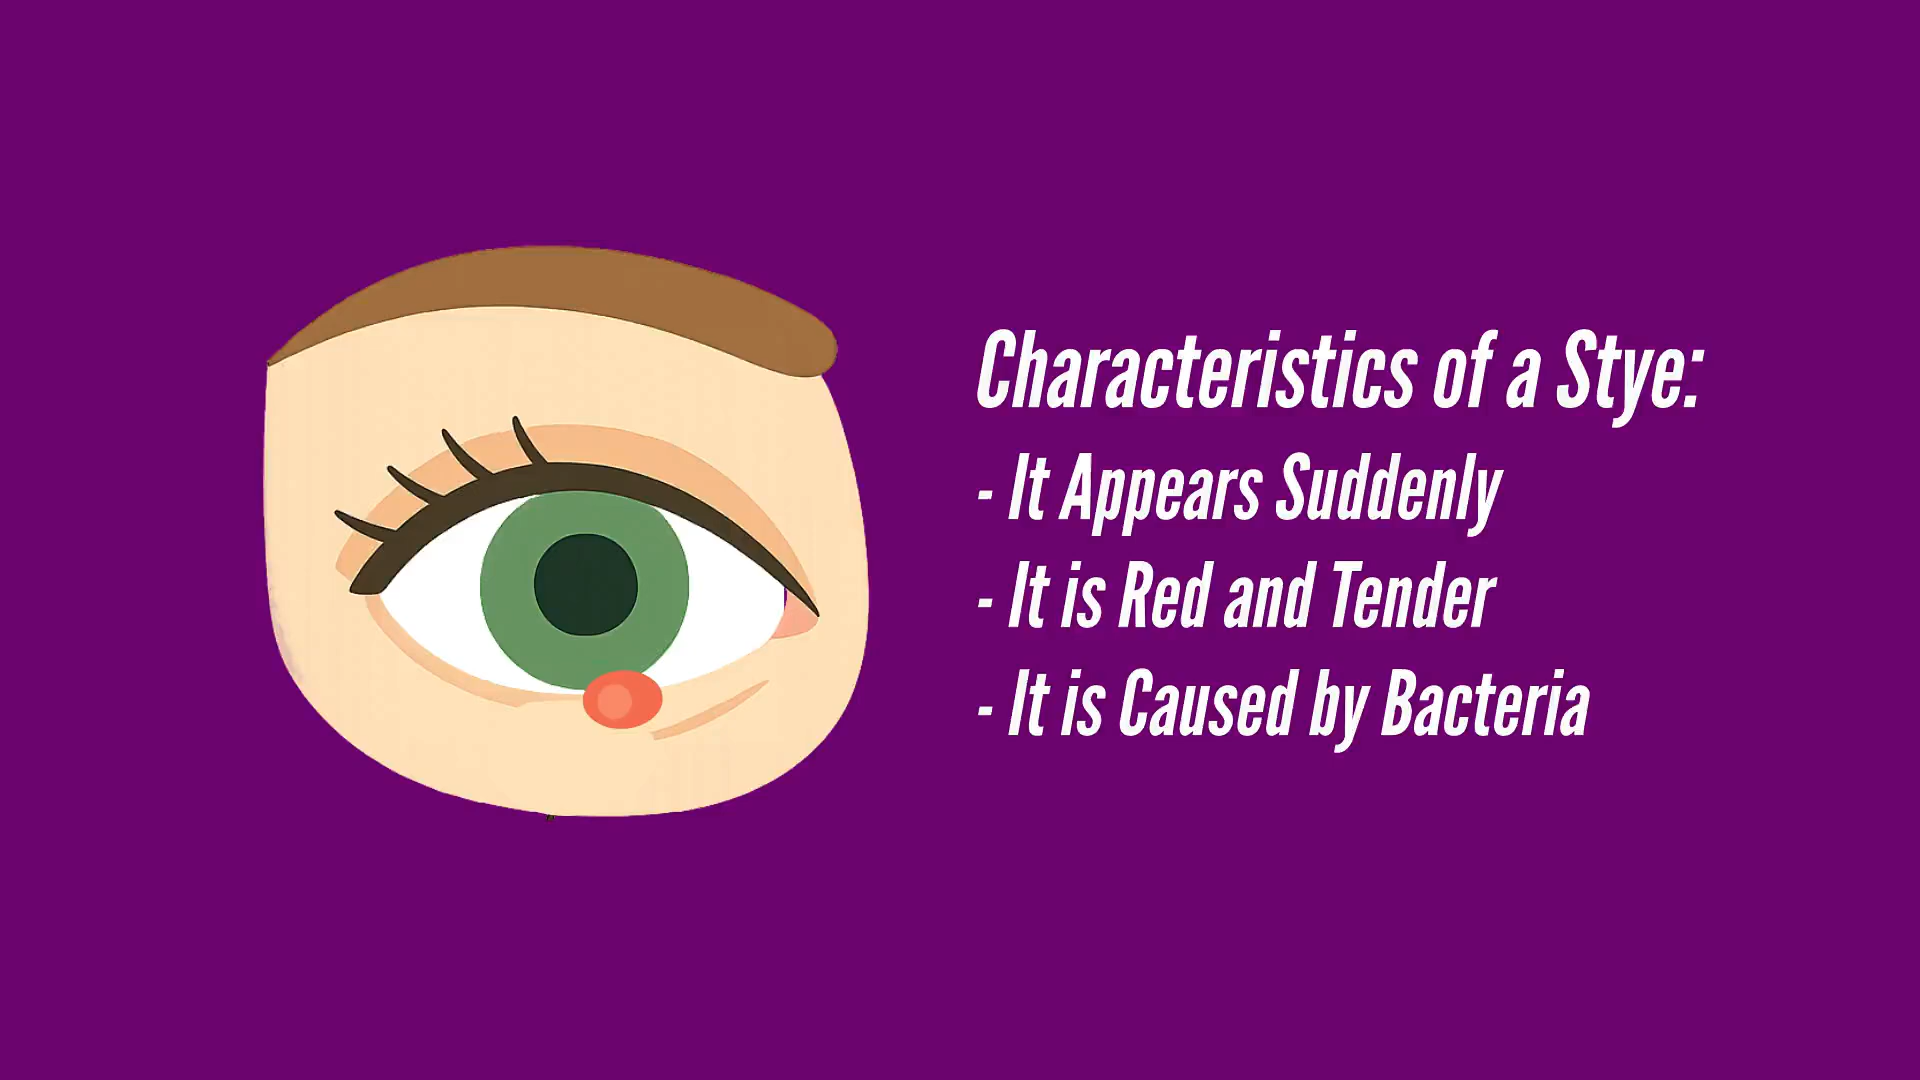 Characteristics of a Stye:
- It Appears Suddenly
- It is Red and Tender
- It is Caused by Bacteria